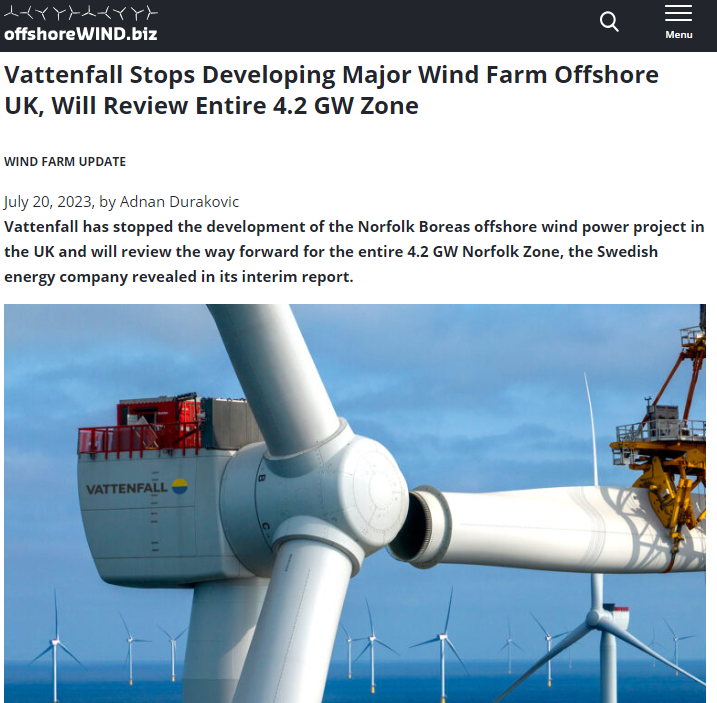 offshoreWIND.biz
Menu
Vattenfall Stops Developing Major Wind Farm Offshore
UK, Will Review Entire 4.2 GW Zone
WIND FARM UPDATE
July 20, 2023, by Adnan Durakovic
Vattenfall has stopped the development of the Norfolk Boreas offshore wind power project in
the UK and will review the way forward for the entire 4.2 GW Norfolk Zone, the Swedish
energy company revealed in its interim report.
VATTENFALL
B
C